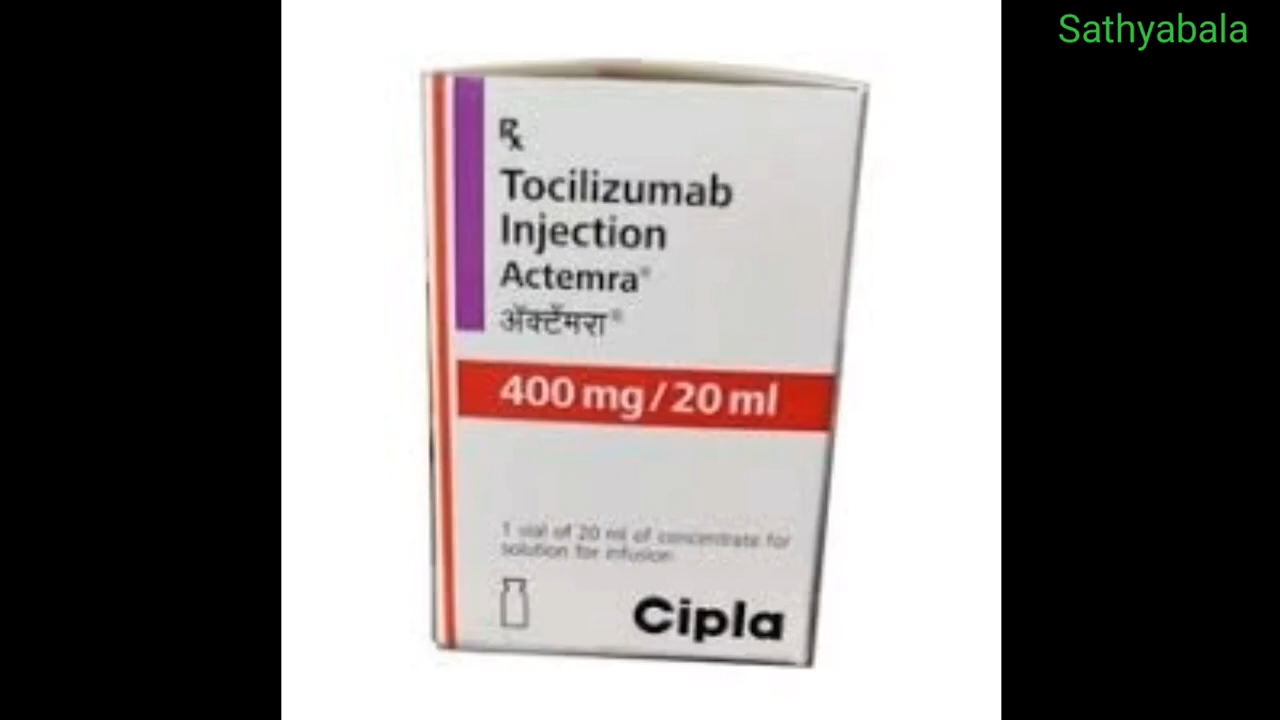 Sathyabala
Rx
Tocilizumab
Injection
Actemra®
ॲक्टॅमरा®
400 mg / 20 ml
1 vial of 20 ml of concentrate for
solution for infusion
Cipla